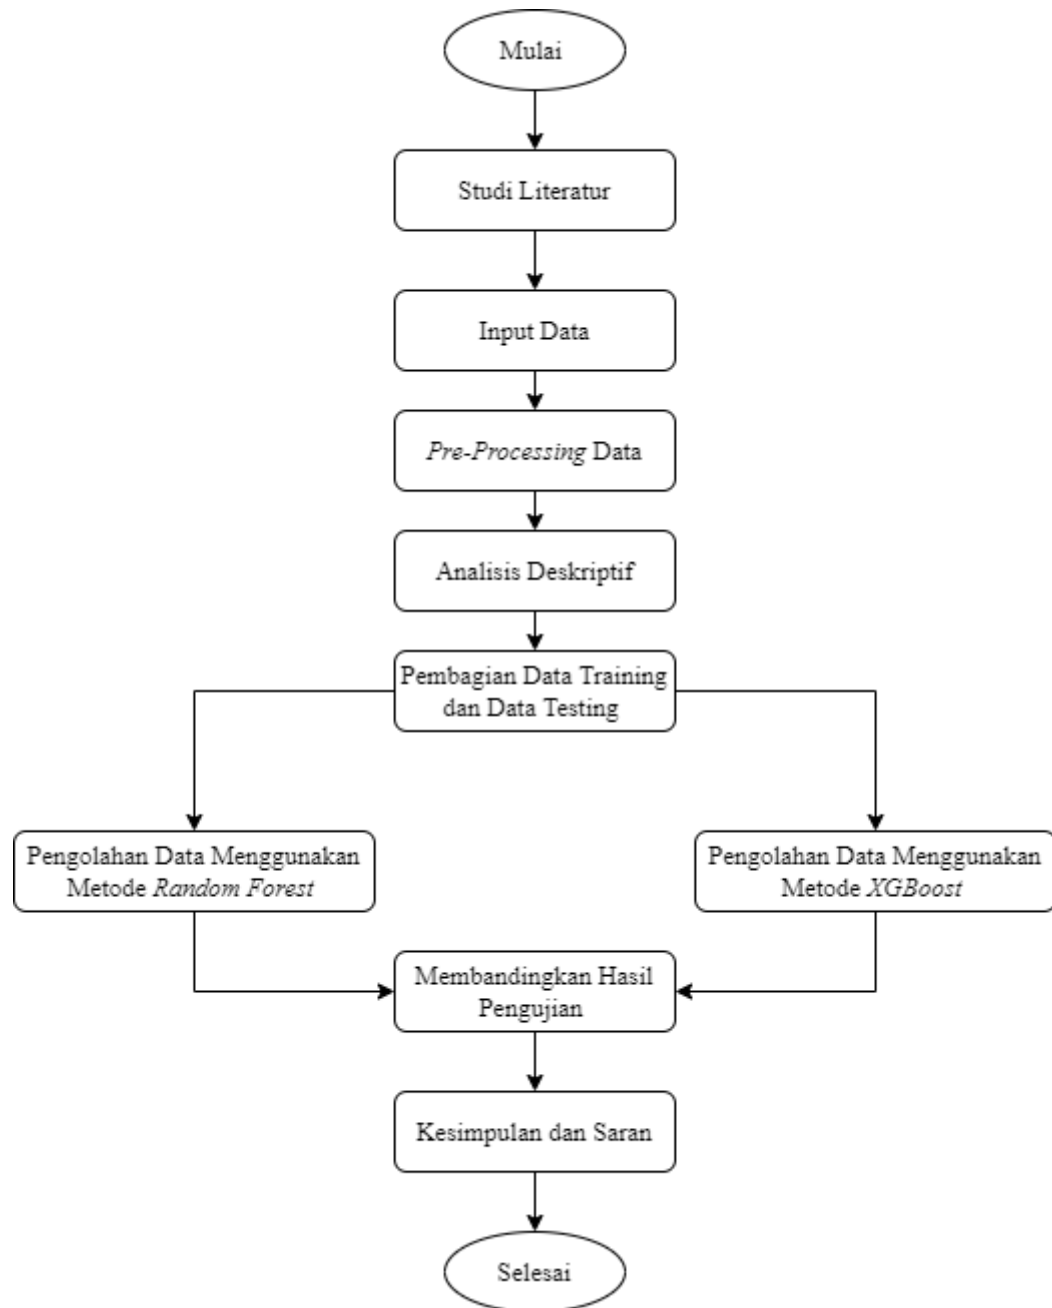 Mulai
Studi Literatur
Input Data
Pre-Processing Data
Analisis Deskriptif
Pembagian Data Training
dan Data Testing
Pengolahan Data Menggunakan
Metode Random Forest
Pengolahan Data Menggunakan
Metode XGBoost
Membandingkan Hasil
Pengujian
Kesimpulan dan Saran
Selesai